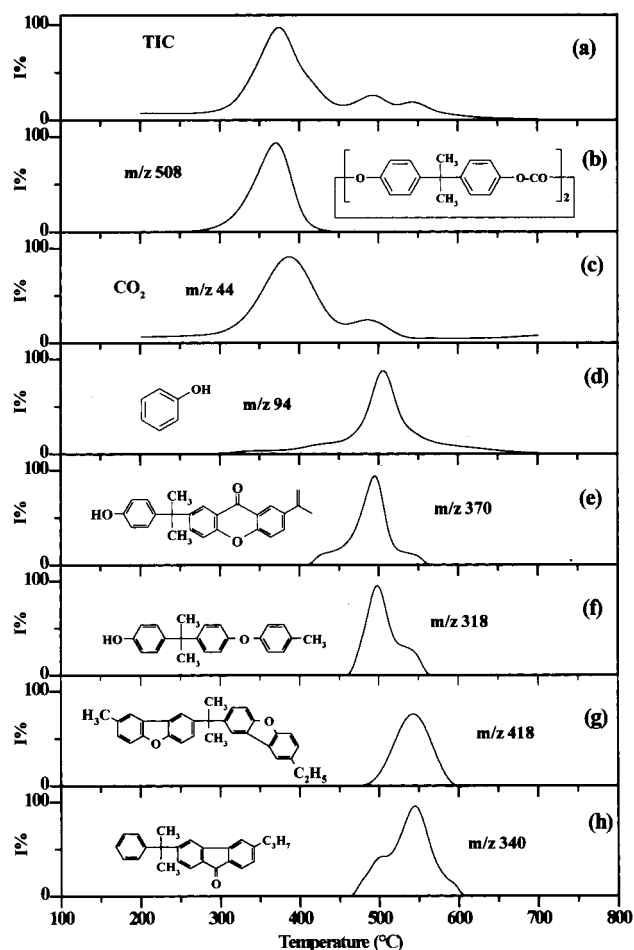 I%
100
0
TIC
(a)
I%
100
0
m/z 508
O
CH₃
CH₃
O-CO
2
(b)
I%
100
0
CO₂
m/z 44
(c)
I%
100
0
OH
m/z 94
(d)
I%
100
0
HO
CH₃
CH₃
O
O
m/z 370
(e)
I%
100
0
HO
CH₃
CH₃
O
CH₃
m/z 318
(f)
I%
100
0
H₃C
O
CH₃
CH₃
O
C₂H₅
m/z 418
(g)
I%
100
0
CH₃
CH₃
O
C₃H₇
m/z 340
(h)
100 200 300 400 500 600 700 800
Temperature (°C)